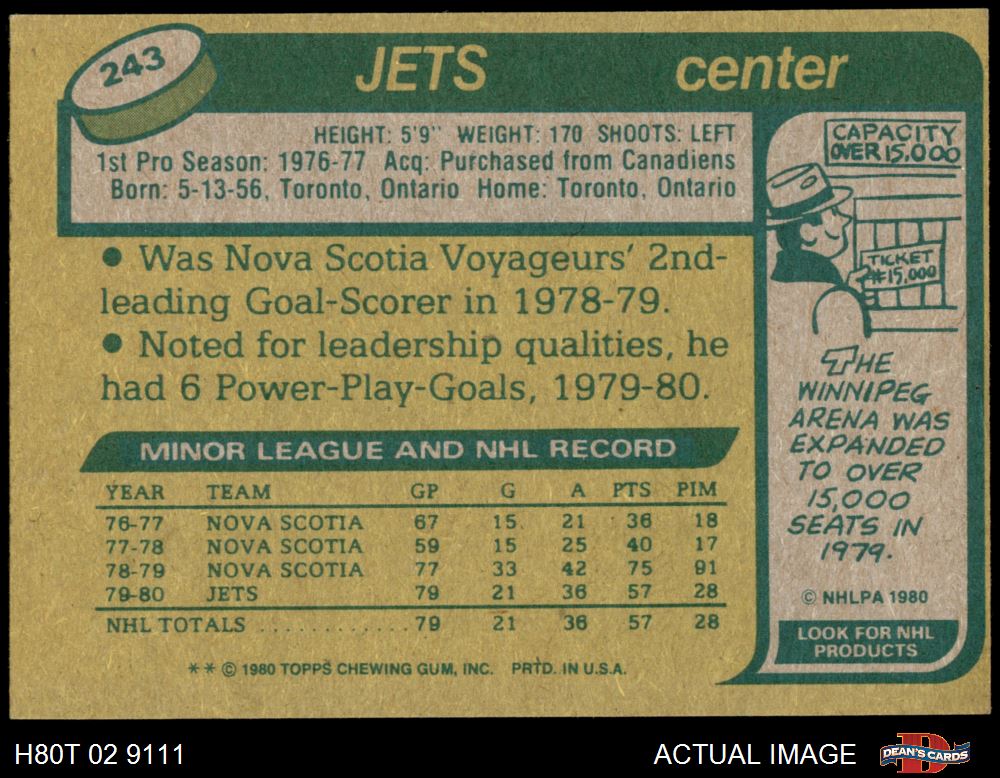 243
JETS center
HEIGHT: 5'9" WEIGHT: 170 SHOOTS: LEFT
1st Pro Season: 1976-77 Acq: Purchased from Canadiens
Born: 5-13-56, Toronto, Ontario Home: Toronto, Ontario
• Was Nova Scotia Voyageurs' 2nd-
leading Goal-Scorer in 1978-79.
• Noted for leadership qualities, he
had 6 Power-Play-Goals, 1979-80.
MINOR LEAGUE AND NHL RECORD
YEAR TEAM GP G A PTS PIM
76-77 NOVA SCOTIA 67 15 21 36 18
77-78 NOVA SCOTIA 59 15 25 40 17
78-79 NOVA SCOTIA 77 33 42 75 91
79-80 JETS 79 21 36 57 28
NHL TOTALS ................ 79 21 36 57 28
** © 1980 TOPPS CHEWING GUM, INC. PRTD. IN U.S.A.
CAPACITY
OVER 15,000
TICKET
#15,000
THE
WINNIPEG
ARENA WAS
EXPANDED
TO OVER
15,000
SEATS IN
1979.
© NHLPA 1980
LOOK FOR NHL
PRODUCTS
H80T 02 9111
ACTUAL IMAGE
D
DEAN'S CARDS